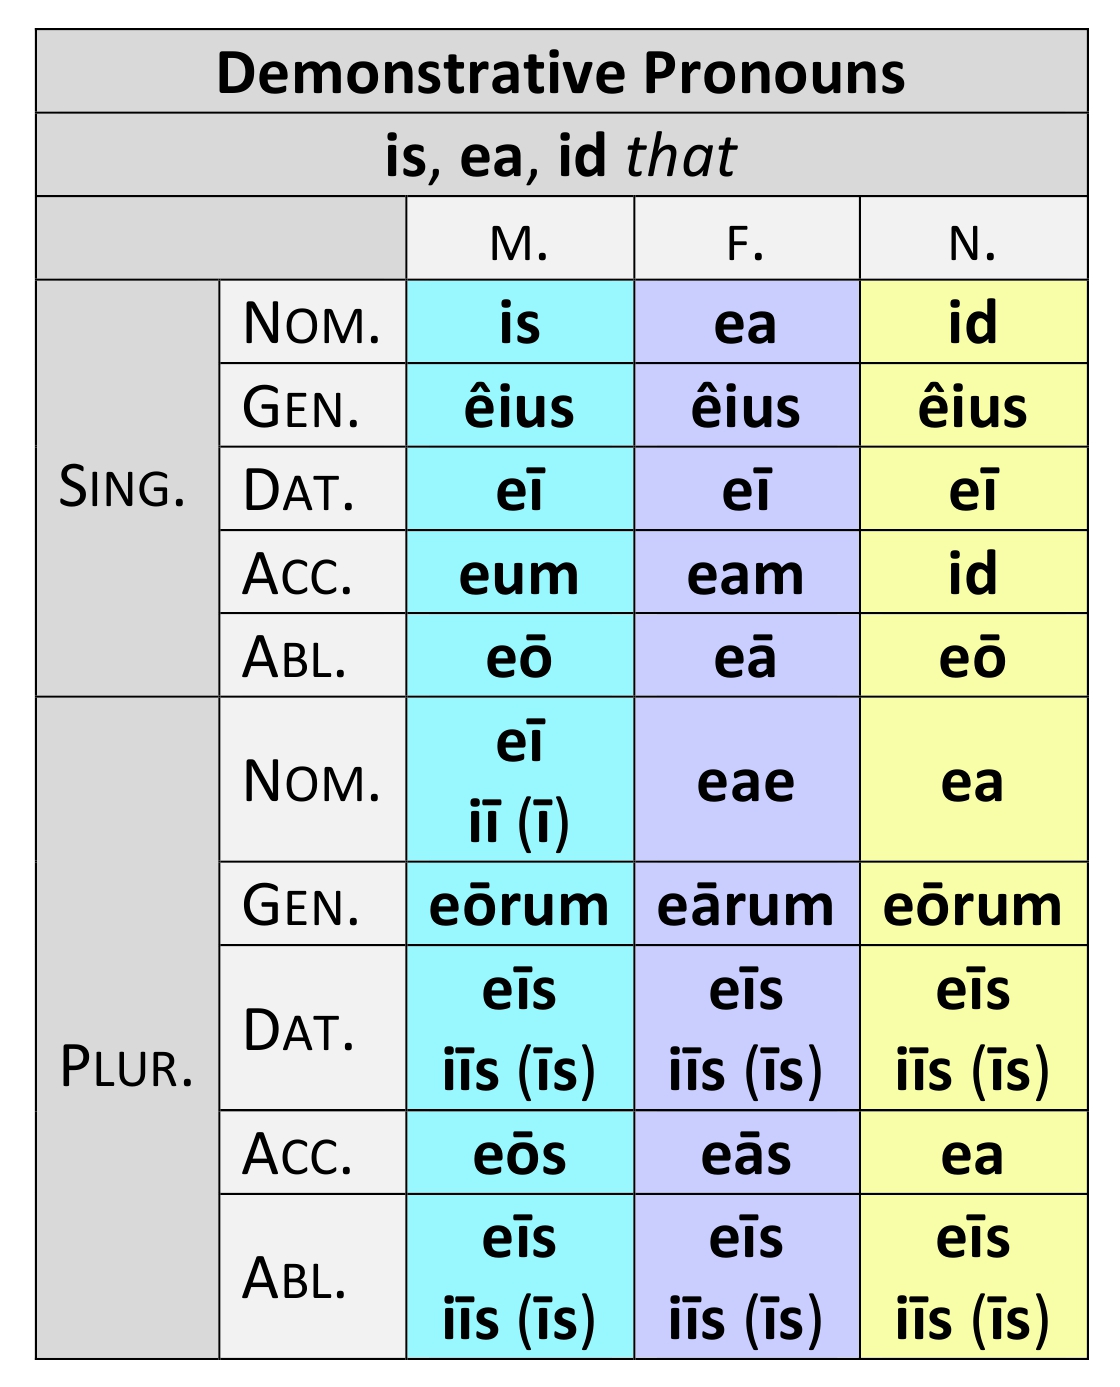 Demonstrative Pronouns
is, ea, id that
M. F. N.
Sing.
Nom. is ea id
Gen. êius êius êius
Dat. eī eī eī
Acc. eum eam id
Abl. eō eā eō
Plur.
Nom. eī eae ea
iī (ī)
Gen. eōrum eārum eōrum
Dat. eīs eīs eīs
iīs (īs) iīs (īs) iīs (īs)
Acc. eōs eās ea
Abl. eīs eīs eīs
iīs (īs) iīs (īs) iīs (īs)